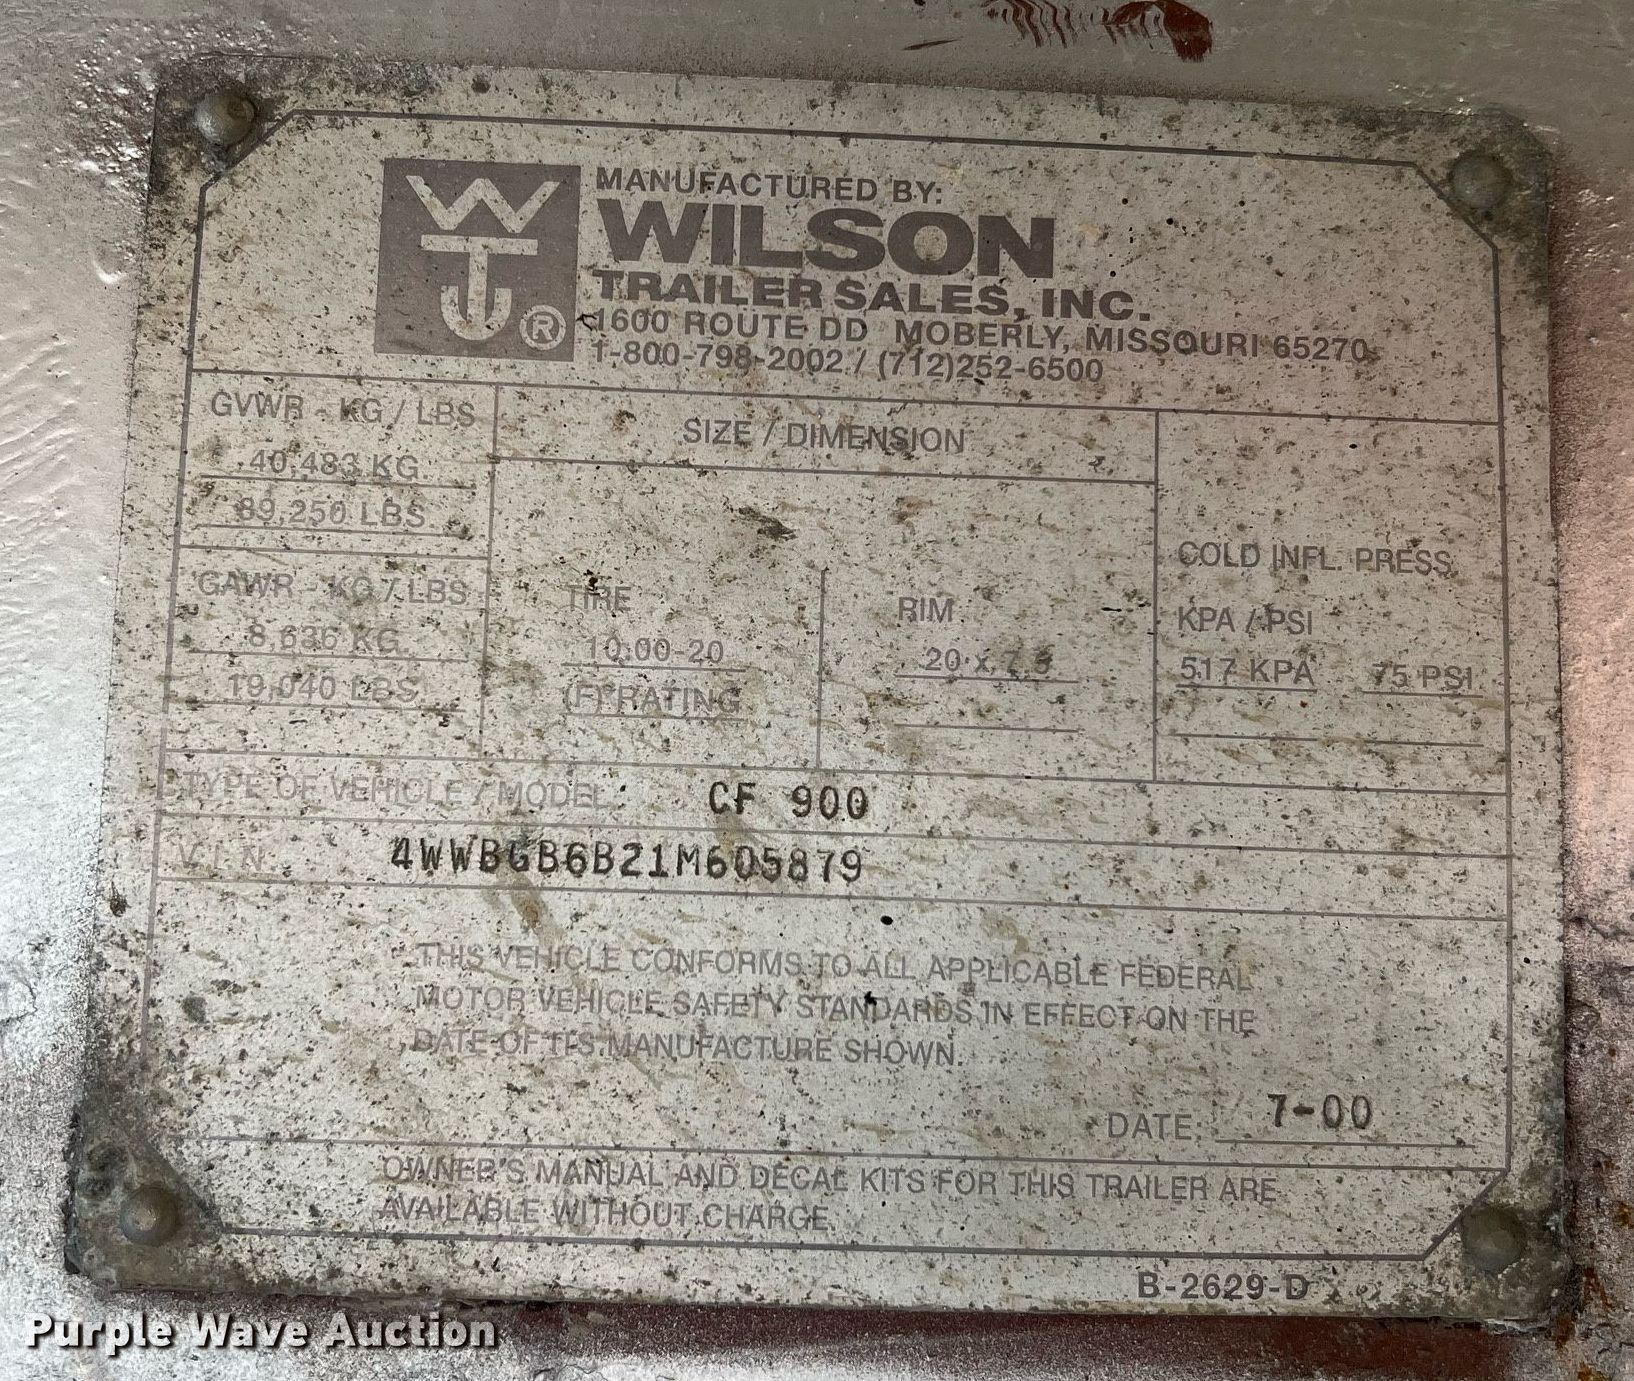 WTJ®
MANUFACTURED BY:
WILSON
TRAILER SALES, INC.
1600 ROUTE DD MOBERLY, MISSOURI 65270
1-800-798-2002 / (712)252-6500
GVWR - KG / LBS
40,483 KG
89,250 LBS
GAWR - KG / LBS
8,636 KG
19,040 LBS
SIZE / DIMENSION
TIRE
10.00-20
(F) RATING
RIM
20 x 7.5
COLD INFL. PRESS.
KPA / PSI
517 KPA 75 PSI
TYPE OF VEHICLE / MODEL: CF 900
V.I.N. 4WWBGB6B21M605879
THIS VEHICLE CONFORMS TO ALL APPLICABLE FEDERAL
MOTOR VEHICLE SAFETY STANDARDS IN EFFECT ON THE
DATE OF ITS MANUFACTURE SHOWN.
DATE: 7-00
OWNER'S MANUAL AND DECAL KITS FOR THIS TRAILER ARE
AVAILABLE WITHOUT CHARGE.
B-2629-D
Purple Wave Auction